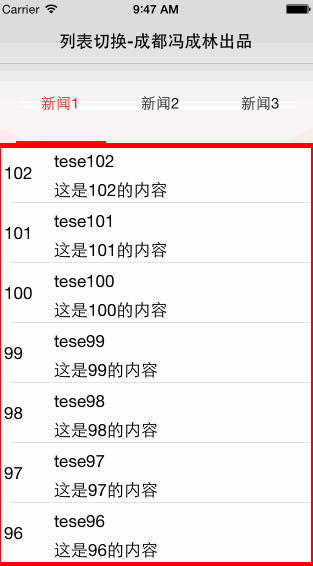 Carrier 9:47 AM
列表切换-成都冯成林出品
新闻1 新闻2 新闻3
tese102
102
这是102的内容
tese101
101
这是101的内容
tese100
100
这是100的内容
tese99
99
这是99的内容
tese98
98
这是98的内容
tese97
97
这是97的内容
tese96
96
这是96的内容